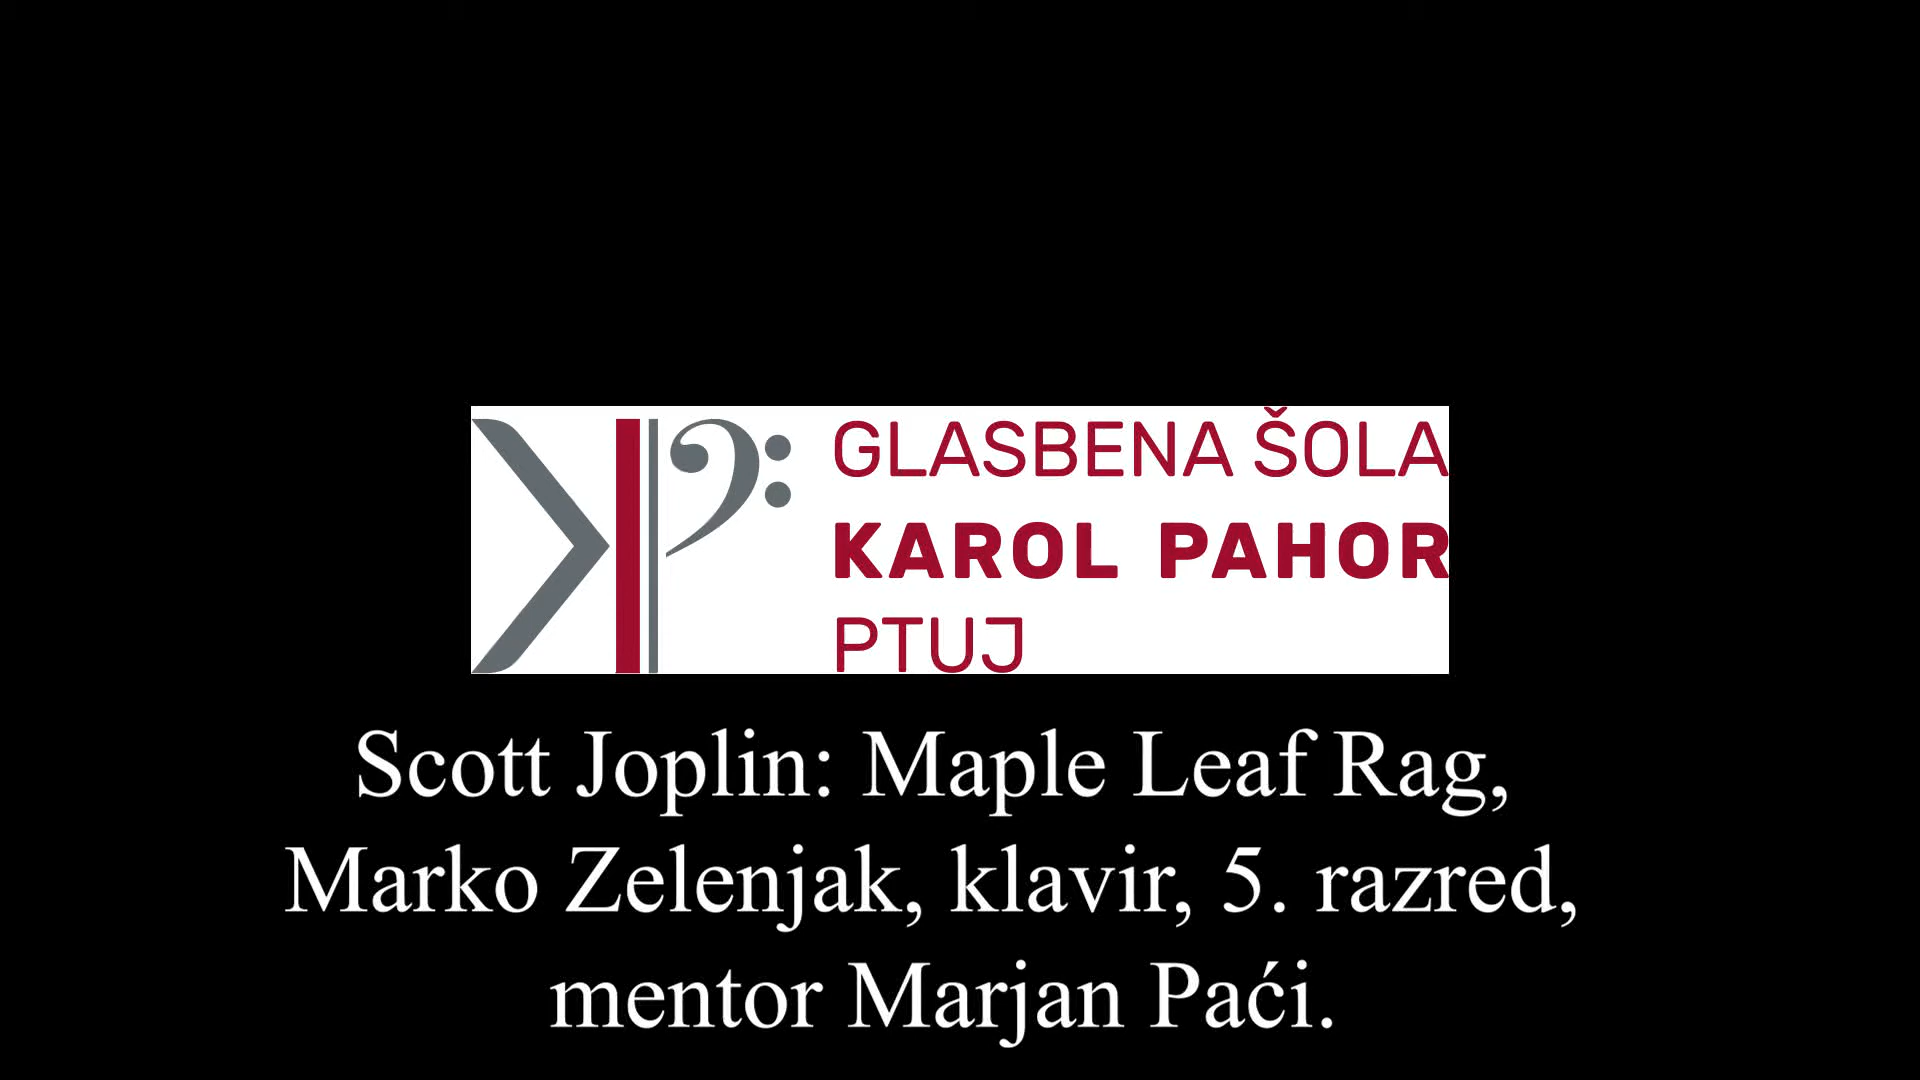 GLASBENA ŠOLA
KAROL PAHOR
PTUJ
Scott Joplin: Maple Leaf Rag,
Marko Zelenjak, klavir, 5. razred,
mentor Marjan Paći.